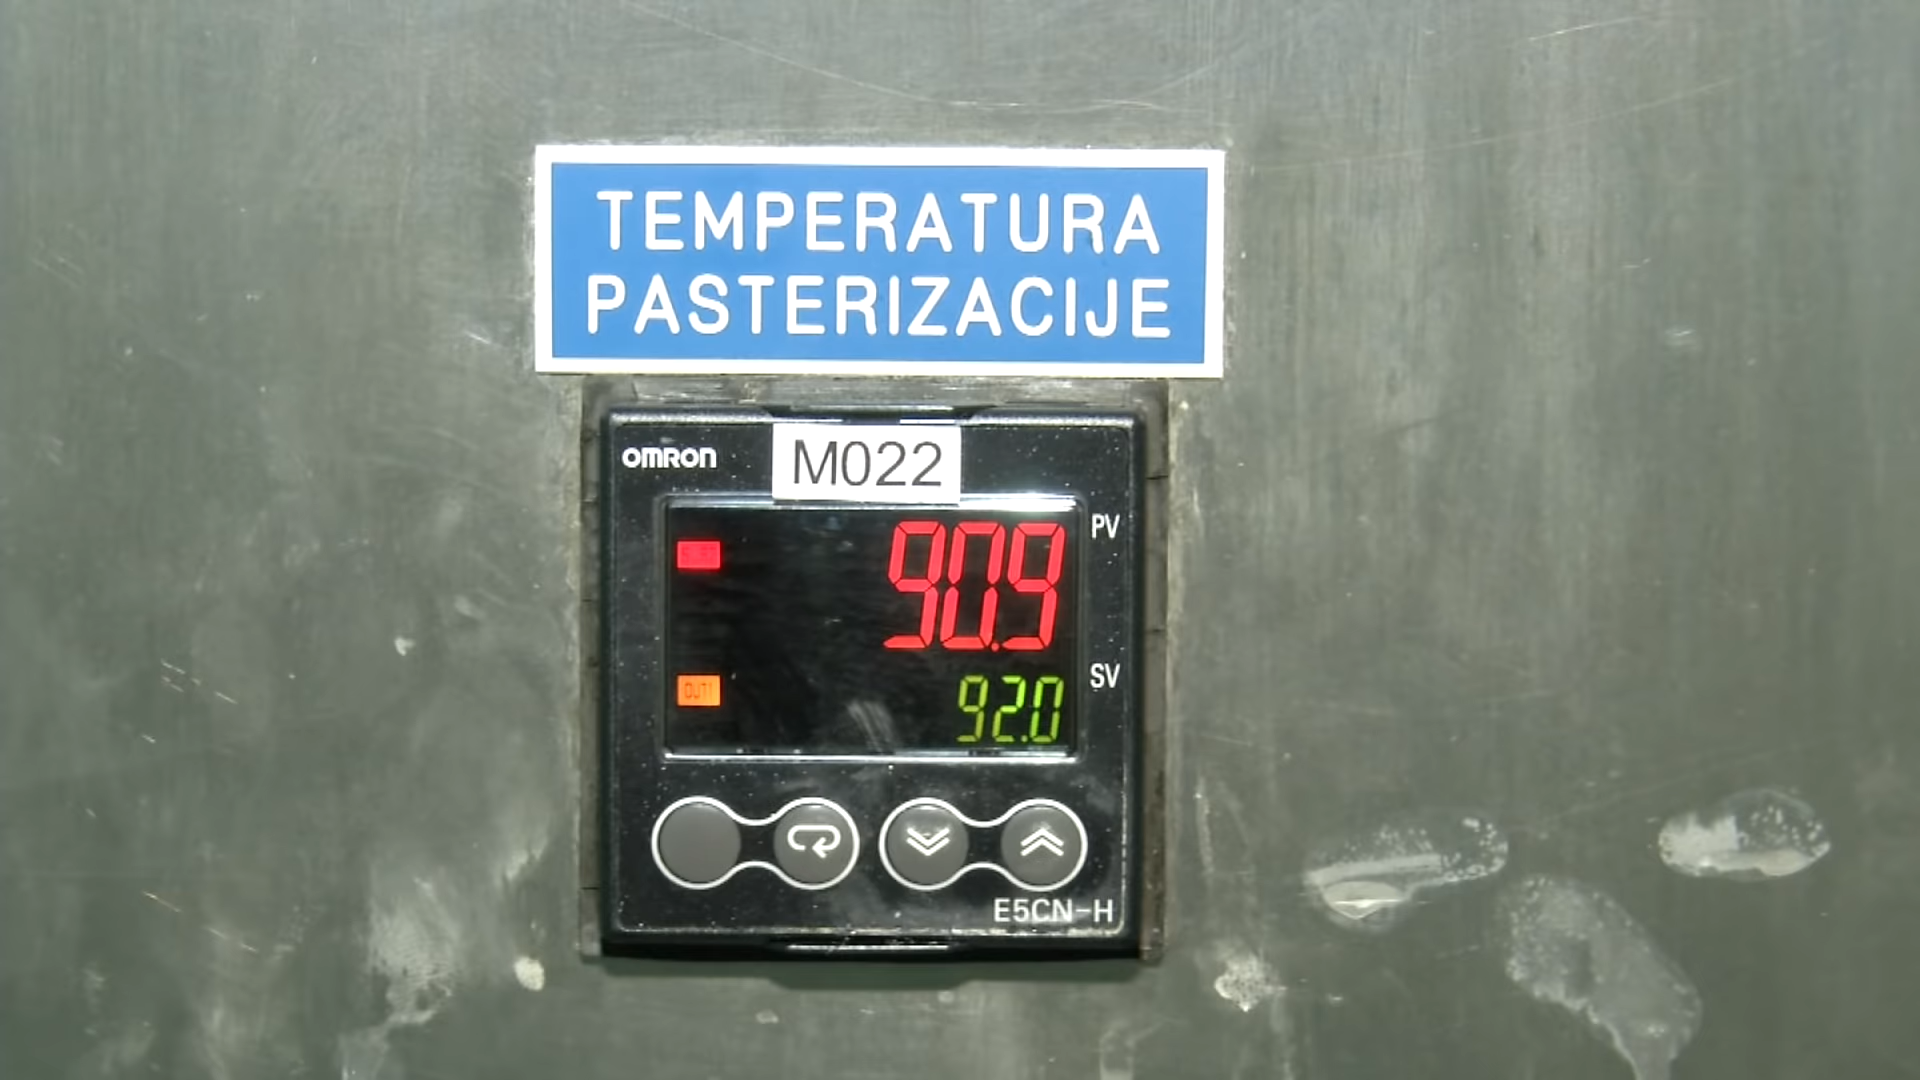 TEMPERATURA
PASTERIZACIJE
OMRON
M022
PV
90.9
SV
OUT1
92.0
E5CN-H